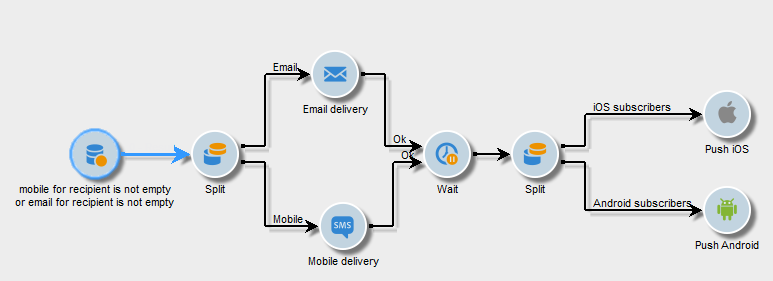 mobile for recipient is not empty
or email for recipient is not empty
Split
Email
Email delivery
Mobile
SMS
Mobile delivery
Ok
Ok
Wait
Split
iOS subscribers
Push iOS
Android subscribers
Push Android